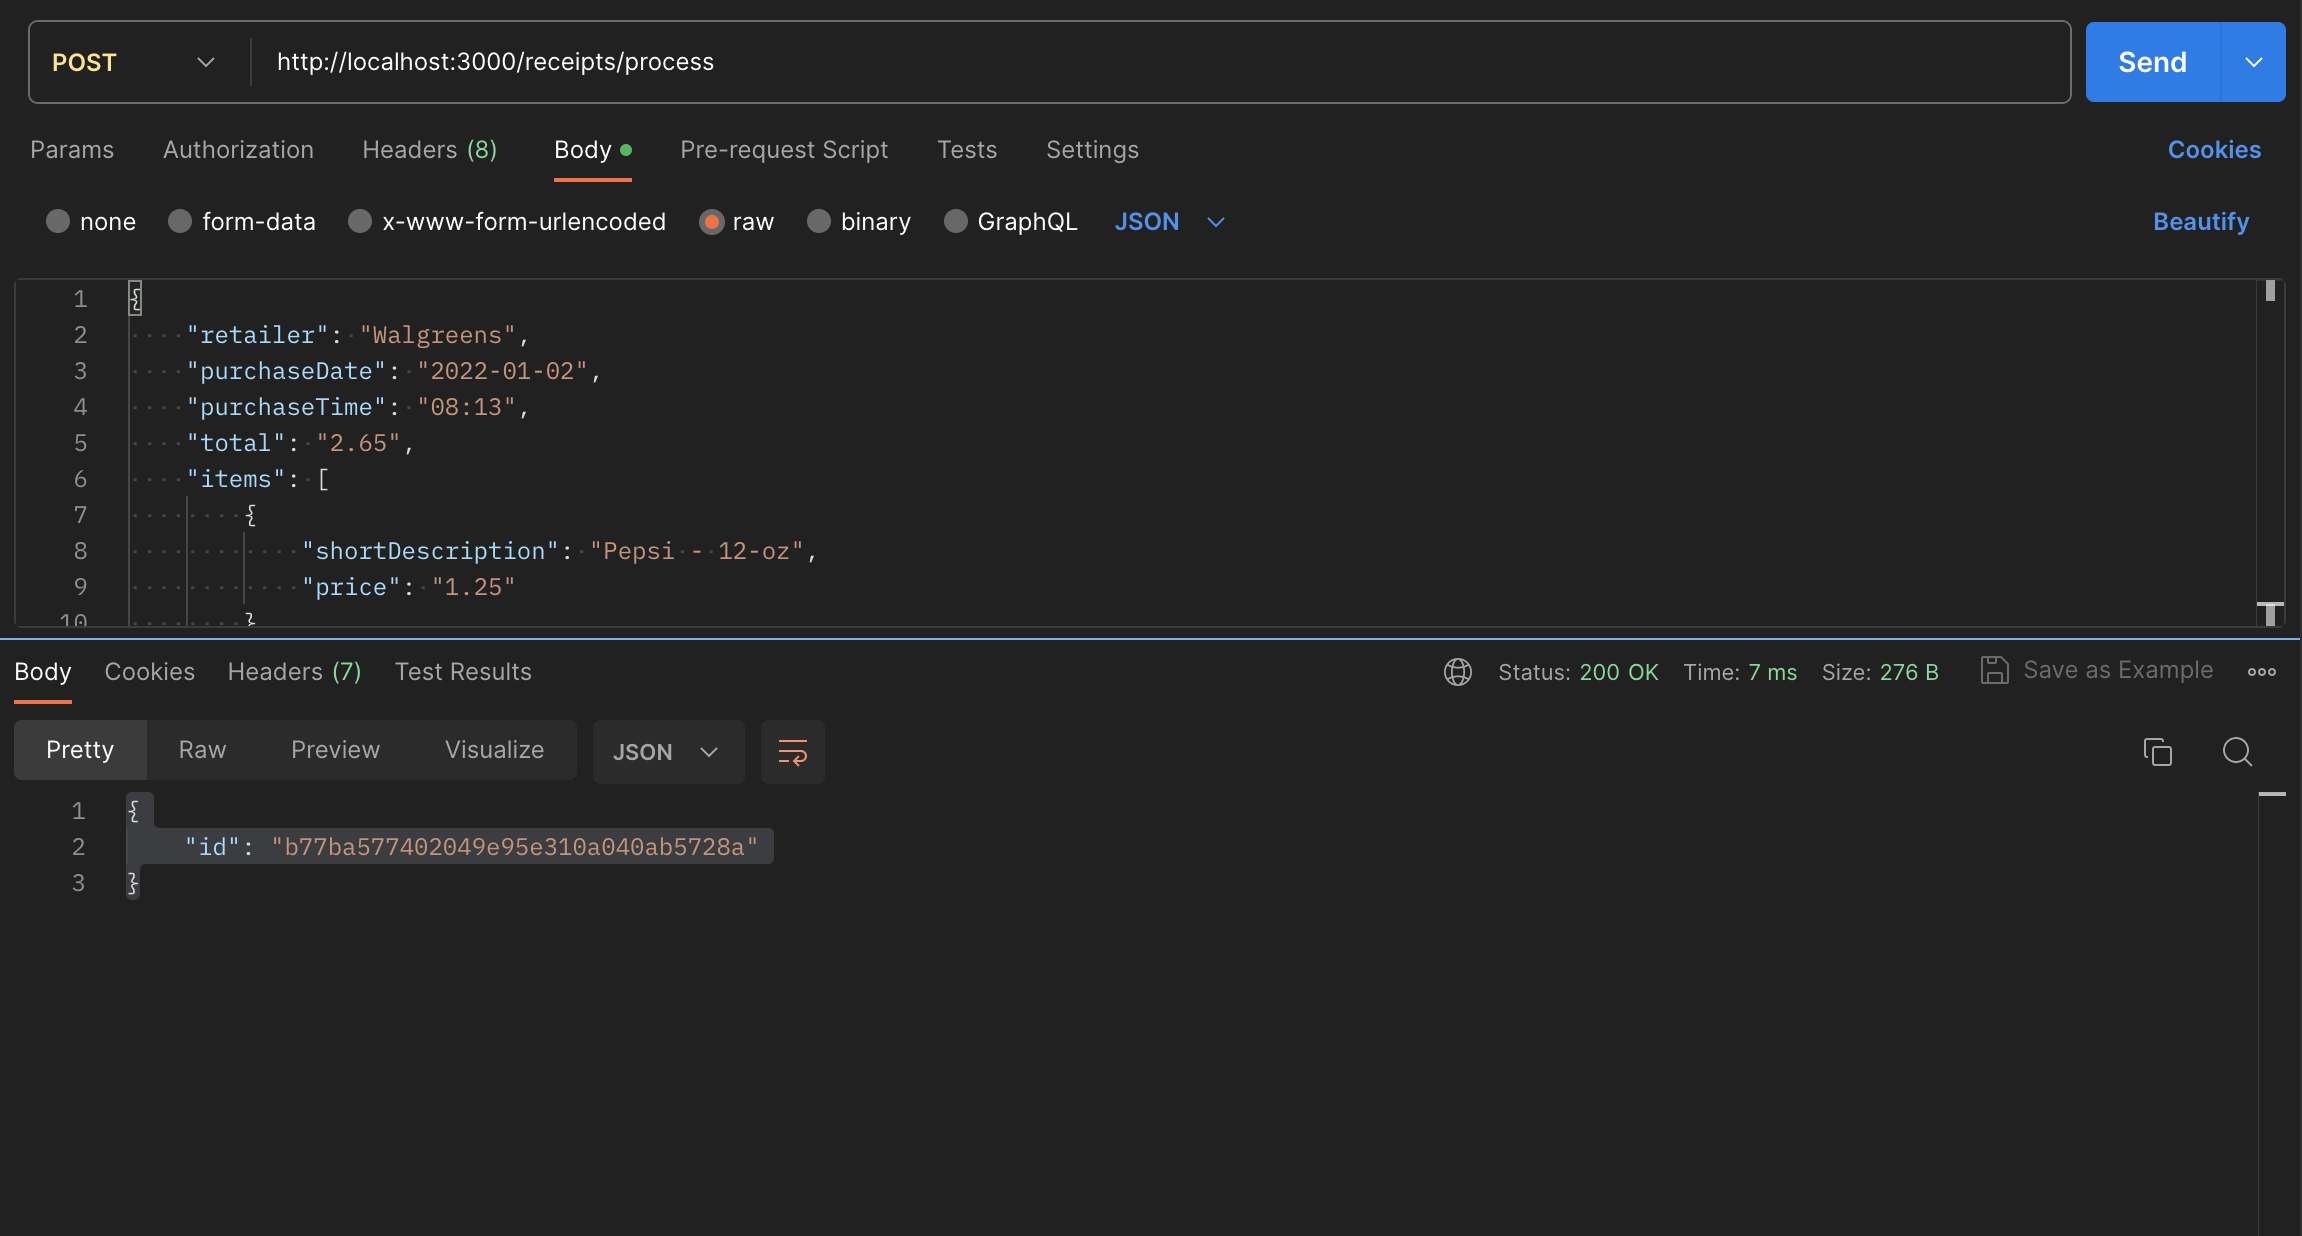 POST http://localhost:3000/receipts/process Send
Params Authorization Headers (8) Body Pre-request Script Tests Settings Cookies
none form-data x-www-form-urlencoded raw binary GraphQL JSON Beautify
1 {
2 "retailer": "Walgreens",
3 "purchaseDate": "2022-01-02",
4 "purchaseTime": "08:13",
5 "total": "2.65",
6 "items": [
7 {
8 "shortDescription": "Pepsi - 12-oz",
9 "price": "1.25"
10 }
Body Cookies Headers (7) Test Results Status: 200 OK Time: 7 ms Size: 276 B Save as Example
Pretty Raw Preview Visualize JSON
1 {
2 "id": "b77ba577402049e95e310a040ab5728a"
3 }